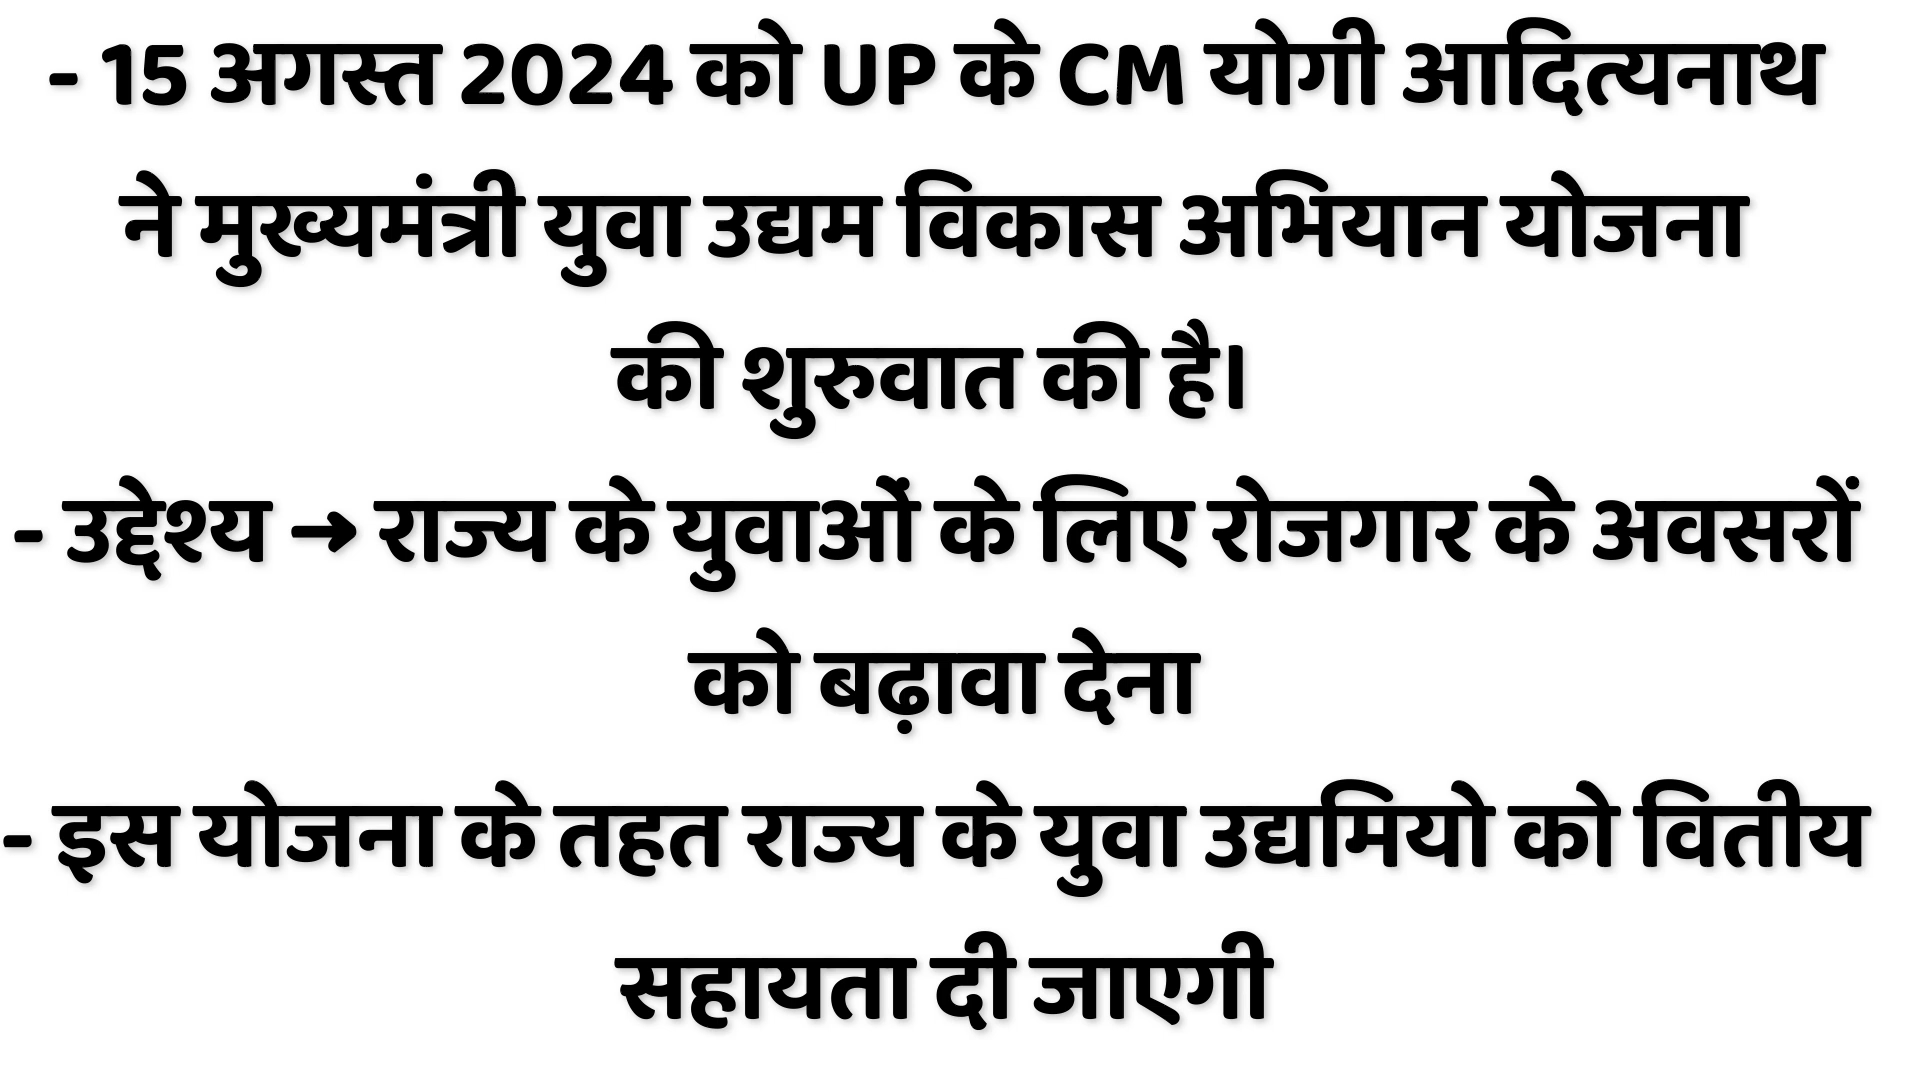 - 15 अगस्त 2024 को UP के CM योगी आदित्यनाथ
ने मुख्यमंत्री युवा उद्यम विकास अभियान योजना
की शुरुवात की है।
- उद्देश्य → राज्य के युवाओं के लिए रोजगार के अवसरों
को बढ़ावा देना
- इस योजना के तहत राज्य के युवा उद्यमियो को वितीय
सहायता दी जाएगी